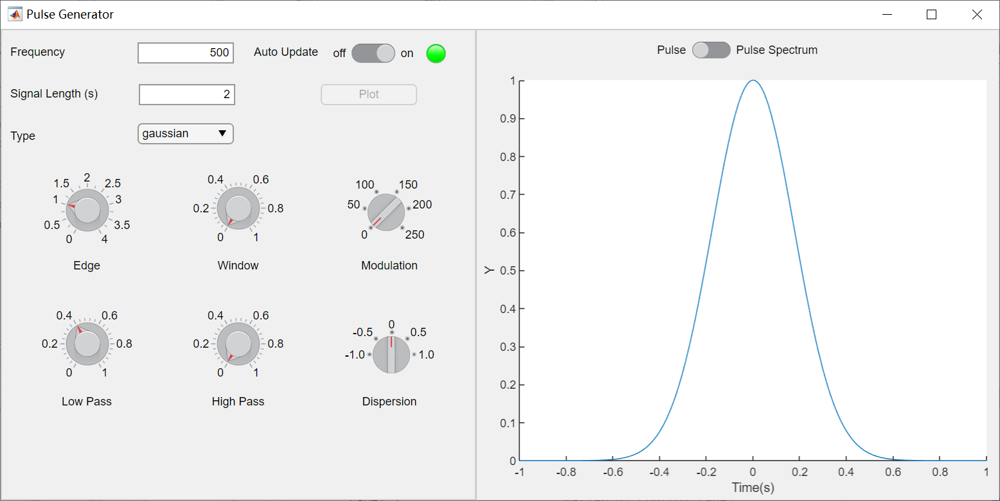 Pulse Generator
Frequency 500 Auto Update off on
Signal Length (s) 2 Plot
Type gaussian
0 0.5 1 1.5 2 2.5 3 3.5 4
Edge
0 0.2 0.4 0.6 0.8 1
Window
0 50 100 150 200 250
Modulation
0 0.2 0.4 0.6 0.8 1
Low Pass
0 0.2 0.4 0.6 0.8 1
High Pass
-1.0 -0.5 0 0.5 1.0
Dispersion
Pulse Pulse Spectrum
1
0.9
0.8
0.7
0.6
0.5
0.4
0.3
0.2
0.1
0
Y
-1 -0.8 -0.6 -0.4 -0.2 0 0.2 0.4 0.6 0.8 1
Time(s)